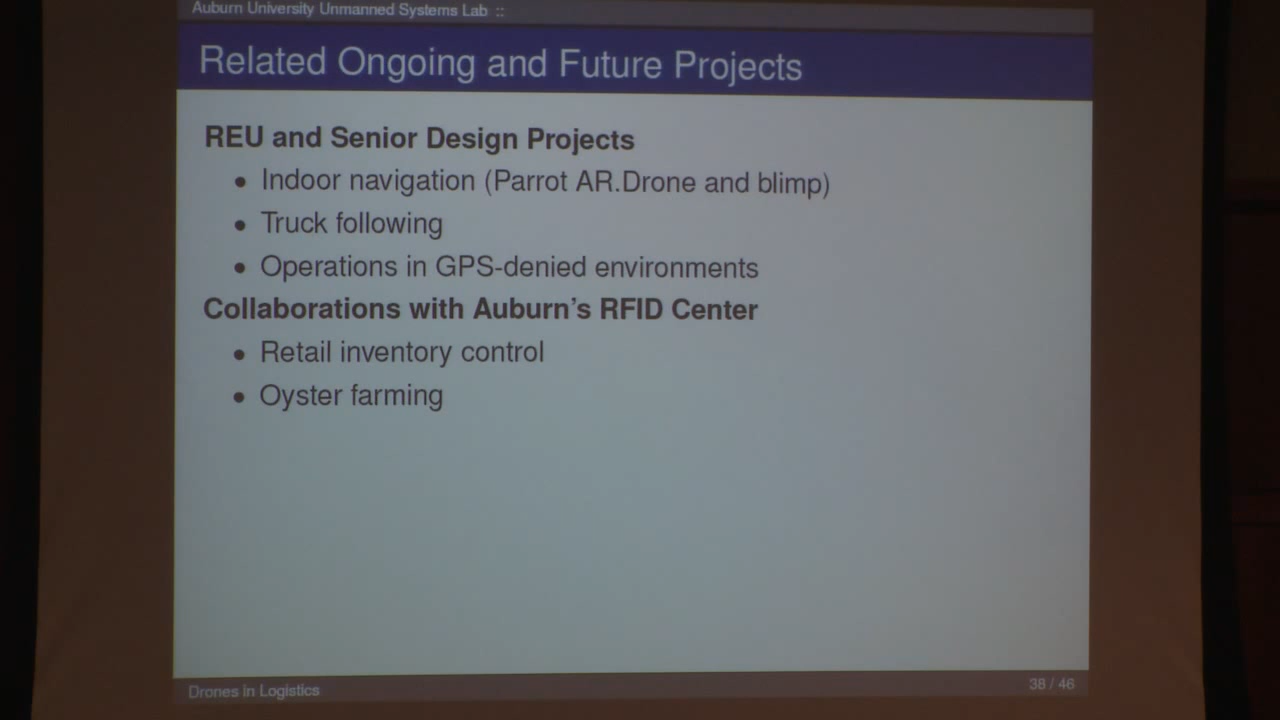 Auburn University Unmanned Systems Lab ::
Related Ongoing and Future Projects
REU and Senior Design Projects
• Indoor navigation (Parrot AR.Drone and blimp)
• Truck following
• Operations in GPS-denied environments
Collaborations with Auburn's RFID Center
• Retail inventory control
• Oyster farming
Drones in Logistics
38 / 46